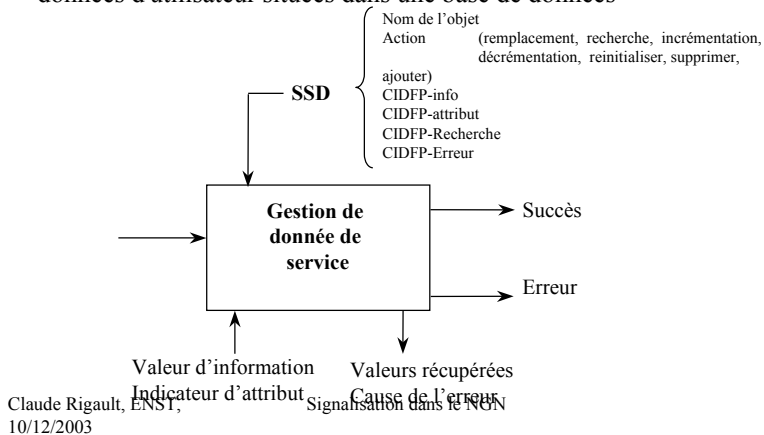 données d'utilisateur situées dans une base de données
Nom de l'objet
Action (remplacement, recherche, incrémentation,
décrémentation, reinitialiser, supprimer,
ajouter)
SSD
CIDFP-info
CIDFP-attribut
CIDFP-Recherche
CIDFP-Erreur
Gestion de
donnée de
service
Succès
Erreur
Valeur d'information
Indicateur d'attribut
Valeurs récupérées
Cause de l'erreur
Claude Rigault, ENST,
10/12/2003
Signalisation dans le NGN